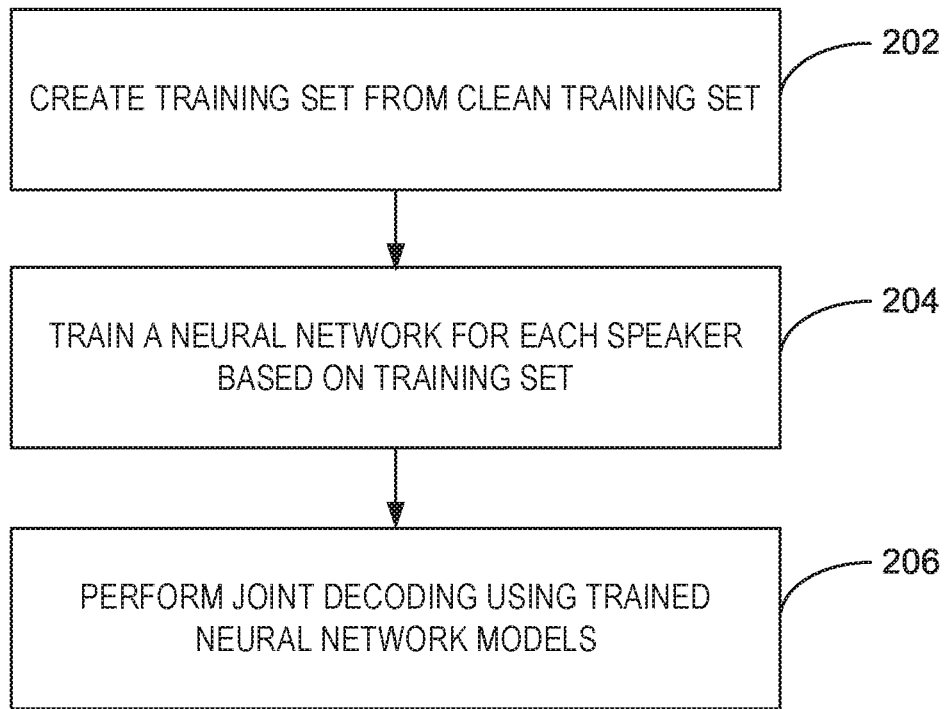 202
CREATE TRAINING SET FROM CLEAN TRAINING SET
204
TRAIN A NEURAL NETWORK FOR EACH SPEAKER
BASED ON TRAINING SET
206
PERFORM JOINT DECODING USING TRAINED
NEURAL NETWORK MODELS